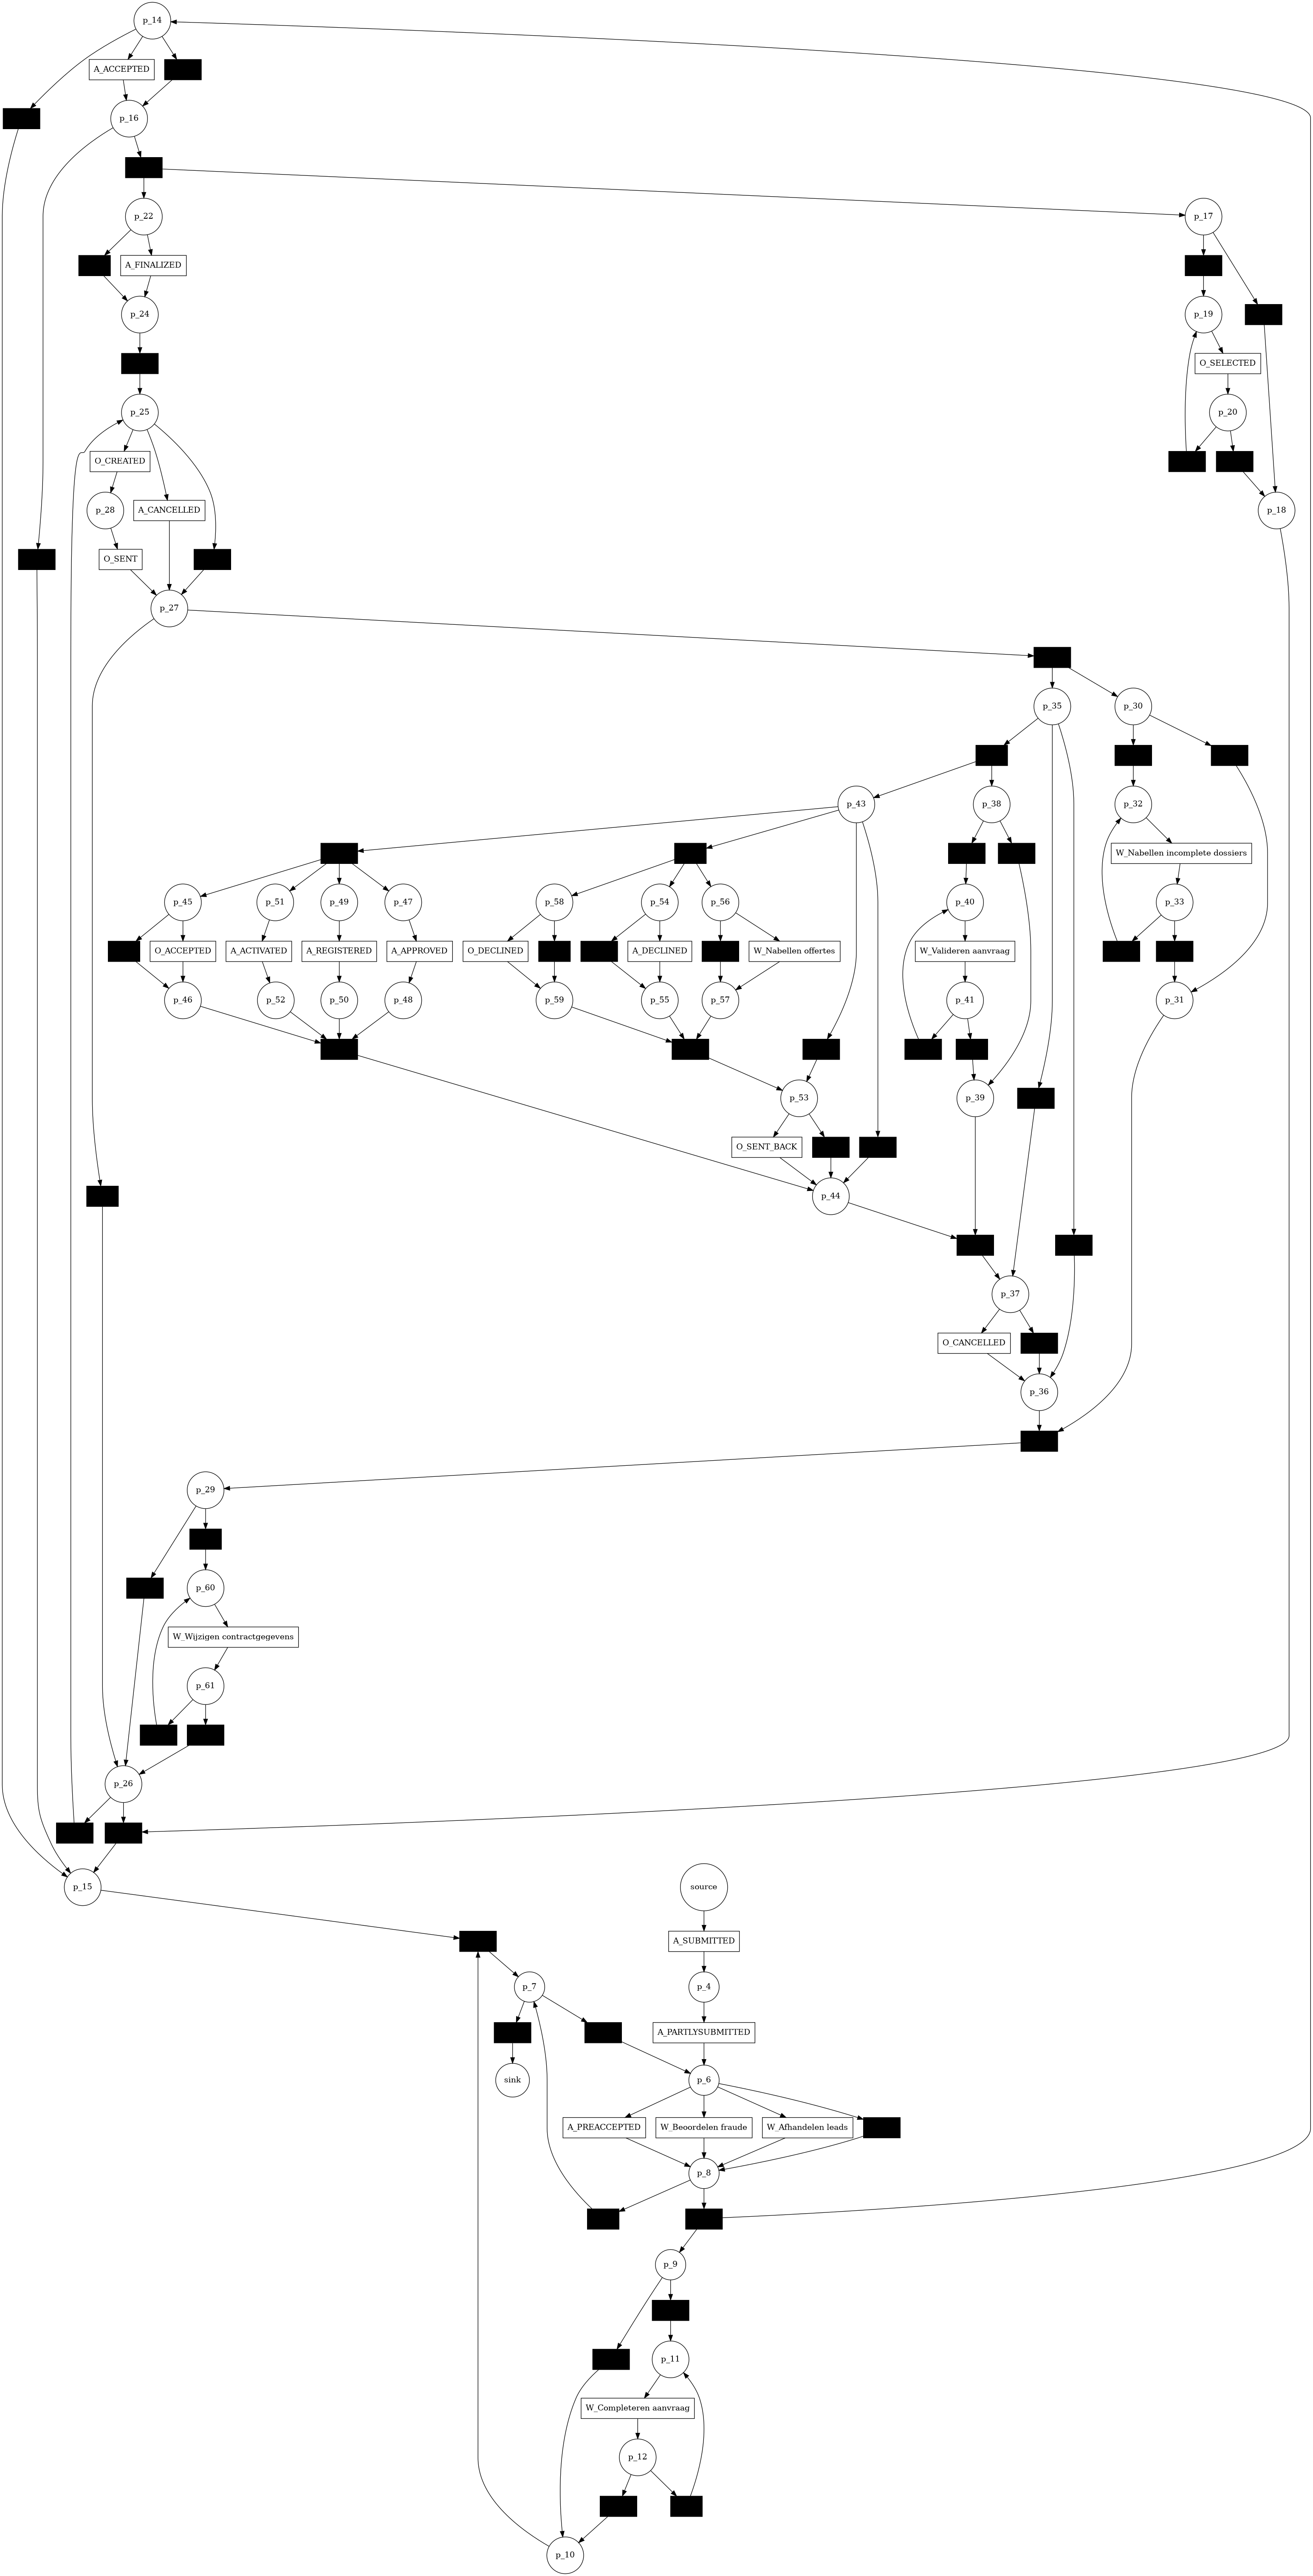 p_14
A_ACCEPTED
p_16
p_22
p_17
A_FINALIZED
p_24
p_19
O_SELECTED
p_25
p_20
O_CREATED
p_28
A_CANCELLED
p_18
O_SENT
p_27
p_35
p_30
p_43
p_38
p_32
W_Nabellen incomplete dossiers
p_45
p_51
p_49
p_47
p_58
p_54
p_56
p_40
p_33
O_ACCEPTED
A_ACTIVATED
A_REGISTERED
A_APPROVED
O_DECLINED
A_DECLINED
W_Nabellen offertes
W_Valideren aanvraag
p_46
p_52
p_50
p_48
p_59
p_55
p_57
p_41
p_31
p_53
p_39
O_SENT_BACK
p_44
p_37
O_CANCELLED
p_36
p_29
p_60
W_Wijzigen contractgegevens
p_61
p_26
p_15
source
A_SUBMITTED
p_7
p_4
A_PARTLYSUBMITTED
sink
p_6
A_PREACCEPTED
W_Beoordelen fraude
W_Afhandelen leads
p_8
p_9
p_11
W_Completeren aanvraag
p_12
p_10